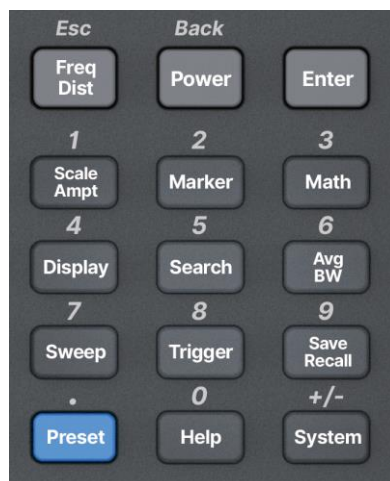 Esc Back
Freq
Dist
Power
Enter
1 2 3
Scale
Ampt
Marker
Math
4 5 6
Display
Search
Avg
BW
7 8 9
Sweep
Trigger
Save
Recall
. 0 +/-
Preset
Help
System